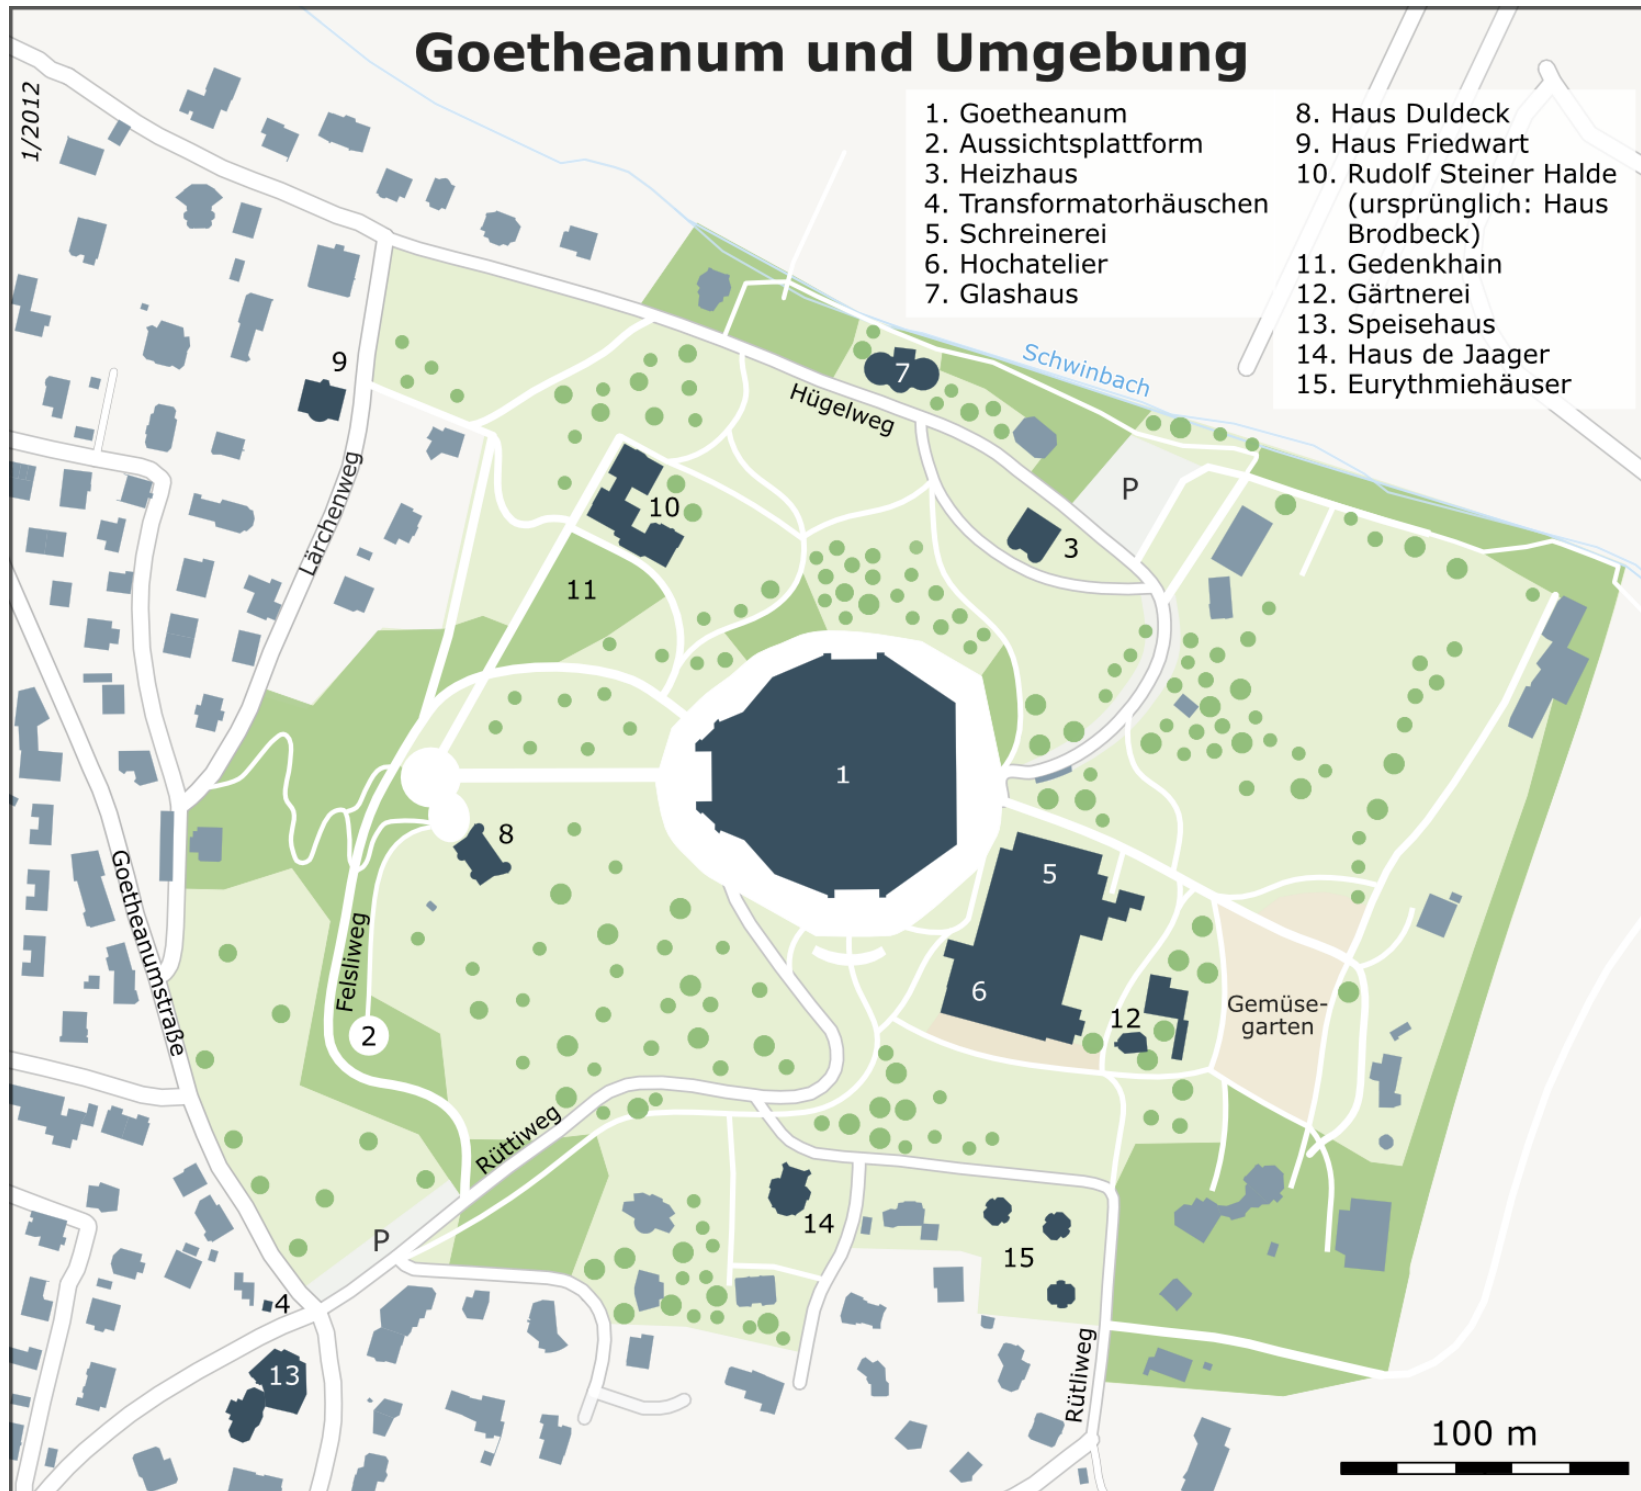 Goetheanum und Umgebung
1/2012
1. Goetheanum
2. Aussichtsplattform
3. Heizhaus
4. Transformatorhäuschen
5. Schreinerei
6. Hochatelier
7. Glashaus
8. Haus Duldeck
9. Haus Friedwart
10. Rudolf Steiner Halde
(ursprünglich: Haus
Brodbeck)
11. Gedenkhain
12. Gärtnerei
13. Speisehaus
14. Haus de Jaager
15. Eurythmiehäuser
Schwinbach
9
7
Hügelweg
P
Lärchenweg
10
3
11
1
8
5
Goetheanumstraße
Felsliweg
6
12
Gemüse-
garten
2
Rüttiweg
14
P
15
4
13
Rütliweg
100 m